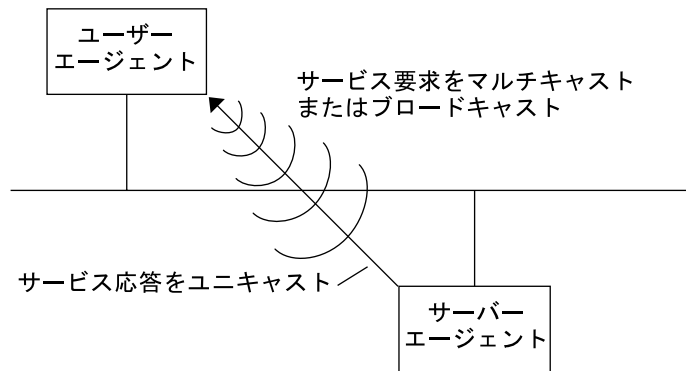 ユーザー
エージェント
サービス要求をマルチキャスト
またはブロードキャスト
サービス応答をユニキャスト
サーバー
エージェント